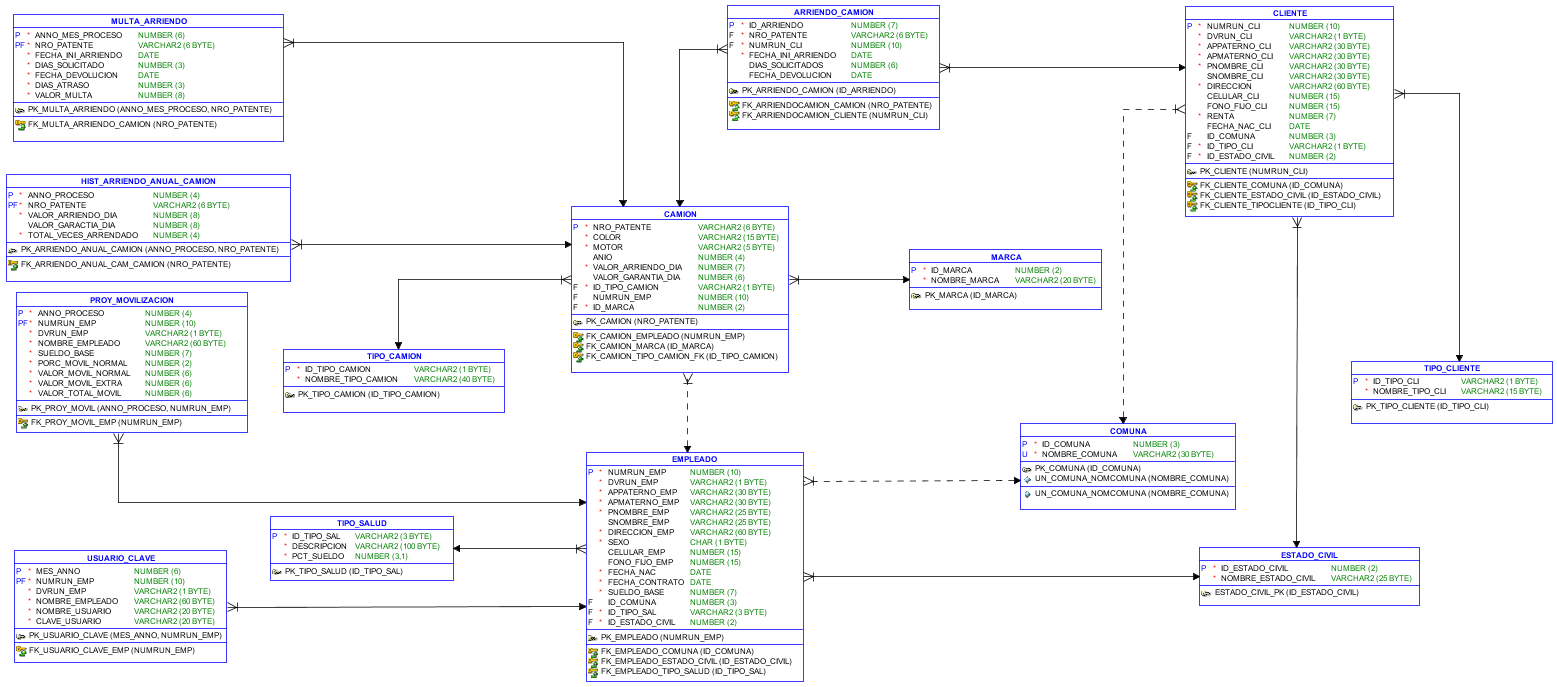 MULTA_ARRIENDO
P * ANNO_MES_PROCESO NUMBER (6)
PF * NRO_PATENTE VARCHAR2 (6 BYTE)
* FECHA_INI_ARRIENDO DATE
* DIAS_SOLICITADO NUMBER (3)
* FECHA_DEVOLUCION DATE
* DIAS_ATRASO NUMBER (3)
* VALOR_MULTA NUMBER (8)
PK_MULTA_ARRIENDO (ANNO_MES_PROCESO, NRO_PATENTE)
FK_MULTA_ARRIENDO_CAMION (NRO_PATENTE)
ARRIENDO_CAMION
P * ID_ARRIENDO NUMBER (7)
F * NRO_PATENTE VARCHAR2 (6 BYTE)
F * NUMRUN_CLI NUMBER (10)
* FECHA_INI_ARRIENDO DATE
DIAS_SOLICITADOS NUMBER (6)
FECHA_DEVOLUCION DATE
PK_ARRIENDO_CAMION (ID_ARRIENDO)
FK_ARRIENDOCAMION_CAMION (NRO_PATENTE)
FK_ARRIENDOCAMION_CLIENTE (NUMRUN_CLI)
CLIENTE
P * NUMRUN_CLI NUMBER (10)
* DVRUN_CLI VARCHAR2 (1 BYTE)
* APPATERNO_CLI VARCHAR2 (30 BYTE)
* APMATERNO_CLI VARCHAR2 (30 BYTE)
* PNOMBRE_CLI VARCHAR2 (30 BYTE)
SNOMBRE_CLI VARCHAR2 (30 BYTE)
* DIRECCION VARCHAR2 (60 BYTE)
CELULAR_CLI NUMBER (15)
FONO_FIJO_CLI NUMBER (15)
* RENTA NUMBER (7)
FECHA_NAC_CLI DATE
F ID_COMUNA NUMBER (3)
F * ID_TIPO_CLI VARCHAR2 (1 BYTE)
F * ID_ESTADO_CIVIL NUMBER (2)
PK_CLIENTE (NUMRUN_CLI)
FK_CLIENTE_COMUNA (ID_COMUNA)
FK_CLIENTE_ESTADO_CIVIL (ID_ESTADO_CIVIL)
FK_CLIENTE_TIPOCLIENTE (ID_TIPO_CLI)
HIST_ARRIENDO_ANUAL_CAMION
P * ANNO_PROCESO NUMBER (4)
PF * NRO_PATENTE VARCHAR2 (6 BYTE)
* VALOR_ARRIENDO_DIA NUMBER (8)
VALOR_GARACTIA_DIA NUMBER (8)
* TOTAL_VECES_ARRENDADO NUMBER (4)
PK_ARRIENDO_ANUAL_CAMION (ANNO_PROCESO, NRO_PATENTE)
FK_ARRIENDO_ANUAL_CAM_CAMION (NRO_PATENTE)
CAMION
P * NRO_PATENTE VARCHAR2 (6 BYTE)
* COLOR VARCHAR2 (15 BYTE)
* MOTOR VARCHAR2 (5 BYTE)
ANIO NUMBER (4)
* VALOR_ARRIENDO_DIA NUMBER (7)
VALOR_GARANTIA_DIA NUMBER (6)
F * ID_TIPO_CAMION VARCHAR2 (1 BYTE)
F NUMRUN_EMP NUMBER (10)
F * ID_MARCA NUMBER (2)
PK_CAMION (NRO_PATENTE)
FK_CAMION_EMPLEADO (NUMRUN_EMP)
FK_CAMION_MARCA (ID_MARCA)
FK_CAMION_TIPO_CAMION_FK (ID_TIPO_CAMION)
MARCA
P * ID_MARCA NUMBER (2)
* NOMBRE_MARCA VARCHAR2 (20 BYTE)
PK_MARCA (ID_MARCA)
PROY_MOVILIZACION
P * ANNO_PROCESO NUMBER (4)
PF * NUMRUN_EMP NUMBER (10)
* DVRUN_EMP VARCHAR2 (1 BYTE)
* NOMBRE_EMPLEADO VARCHAR2 (60 BYTE)
* SUELDO_BASE NUMBER (7)
* PORC_MOVIL_NORMAL NUMBER (2)
* VALOR_MOVIL_NORMAL NUMBER (6)
* VALOR_MOVIL_EXTRA NUMBER (6)
* VALOR_TOTAL_MOVIL NUMBER (6)
PK_PROY_MOVIL (ANNO_PROCESO, NUMRUN_EMP)
FK_PROY_MOVIL_EMP (NUMRUN_EMP)
TIPO_CAMION
P * ID_TIPO_CAMION VARCHAR2 (1 BYTE)
* NOMBRE_TIPO_CAMION VARCHAR2 (40 BYTE)
PK_TIPO_CAMION (ID_TIPO_CAMION)
TIPO_CLIENTE
P * ID_TIPO_CLI VARCHAR2 (1 BYTE)
* NOMBRE_TIPO_CLI VARCHAR2 (15 BYTE)
PK_TIPO_CLIENTE (ID_TIPO_CLI)
COMUNA
P * ID_COMUNA NUMBER (3)
U * NOMBRE_COMUNA VARCHAR2 (30 BYTE)
PK_COMUNA (ID_COMUNA)
UN_COMUNA_NOMCOMUNA (NOMBRE_COMUNA)
UN_COMUNA_NOMCOMUNA (NOMBRE_COMUNA)
EMPLEADO
P * NUMRUN_EMP NUMBER (10)
* DVRUN_EMP VARCHAR2 (1 BYTE)
* APPATERNO_EMP VARCHAR2 (30 BYTE)
* APMATERNO_EMP VARCHAR2 (30 BYTE)
* PNOMBRE_EMP VARCHAR2 (25 BYTE)
SNOMBRE_EMP VARCHAR2 (25 BYTE)
* DIRECCION_EMP VARCHAR2 (60 BYTE)
* SEXO CHAR (1 BYTE)
CELULAR_EMP NUMBER (15)
FONO_FIJO_EMP NUMBER (15)
* FECHA_NAC DATE
* FECHA_CONTRATO DATE
* SUELDO_BASE NUMBER (7)
F ID_COMUNA NUMBER (3)
F * ID_TIPO_SAL VARCHAR2 (3 BYTE)
F * ID_ESTADO_CIVIL NUMBER (2)
PK_EMPLEADO (NUMRUN_EMP)
FK_EMPLEADO_COMUNA (ID_COMUNA)
FK_EMPLEADO_ESTADO_CIVIL (ID_ESTADO_CIVIL)
FK_EMPLEADO_TIPO_SALUD (ID_TIPO_SAL)
TIPO_SALUD
P * ID_TIPO_SAL VARCHAR2 (3 BYTE)
* DESCRIPCION VARCHAR2 (100 BYTE)
* PCT_SUELDO NUMBER (3,1)
PK_TIPO_SALUD (ID_TIPO_SAL)
USUARIO_CLAVE
P * MES_ANNO NUMBER (6)
PF * NUMRUN_EMP NUMBER (10)
* DVRUN_EMP VARCHAR2 (1 BYTE)
* NOMBRE_EMPLEADO VARCHAR2 (60 BYTE)
* NOMBRE_USUARIO VARCHAR2 (20 BYTE)
* CLAVE_USUARIO VARCHAR2 (20 BYTE)
PK_USUARIO_CLAVE (MES_ANNO, NUMRUN_EMP)
FK_USUARIO_CLAVE_EMP (NUMRUN_EMP)
ESTADO_CIVIL
P * ID_ESTADO_CIVIL NUMBER (2)
* NOMBRE_ESTADO_CIVIL VARCHAR2 (25 BYTE)
ESTADO_CIVIL_PK (ID_ESTADO_CIVIL)